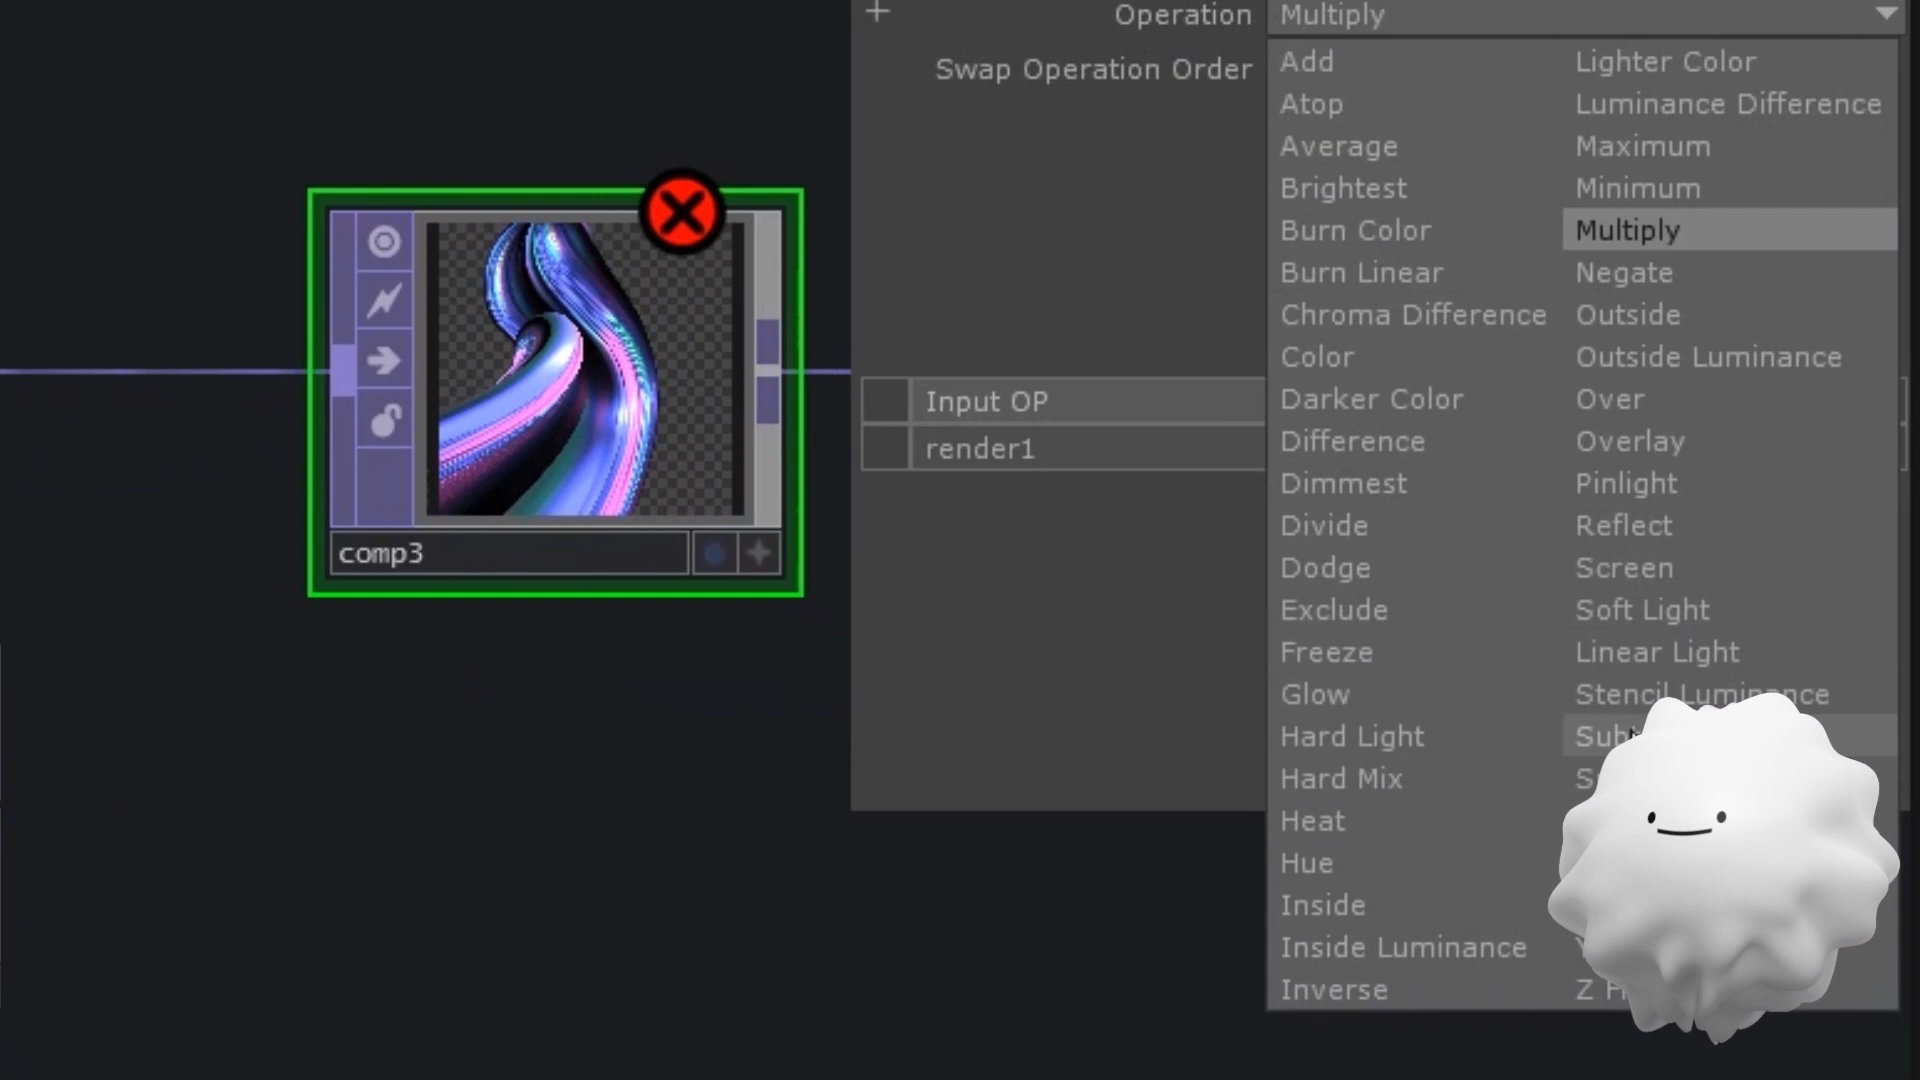 Operation Multiply
Swap Operation Order
Add
Atop
Average
Brightest
Burn Color
Burn Linear
Chroma Difference
Color
Darker Color
Difference
Dimmest
Divide
Dodge
Exclude
Freeze
Glow
Hard Light
Hard Mix
Heat
Hue
Inside
Inside Luminance
Inverse
Lighter Color
Luminance Difference
Maximum
Minimum
Multiply
Negate
Outside
Outside Luminance
Over
Overlay
Pinlight
Reflect
Screen
Soft Light
Linear Light
Stencil Luminance
Input OP
render1
comp3